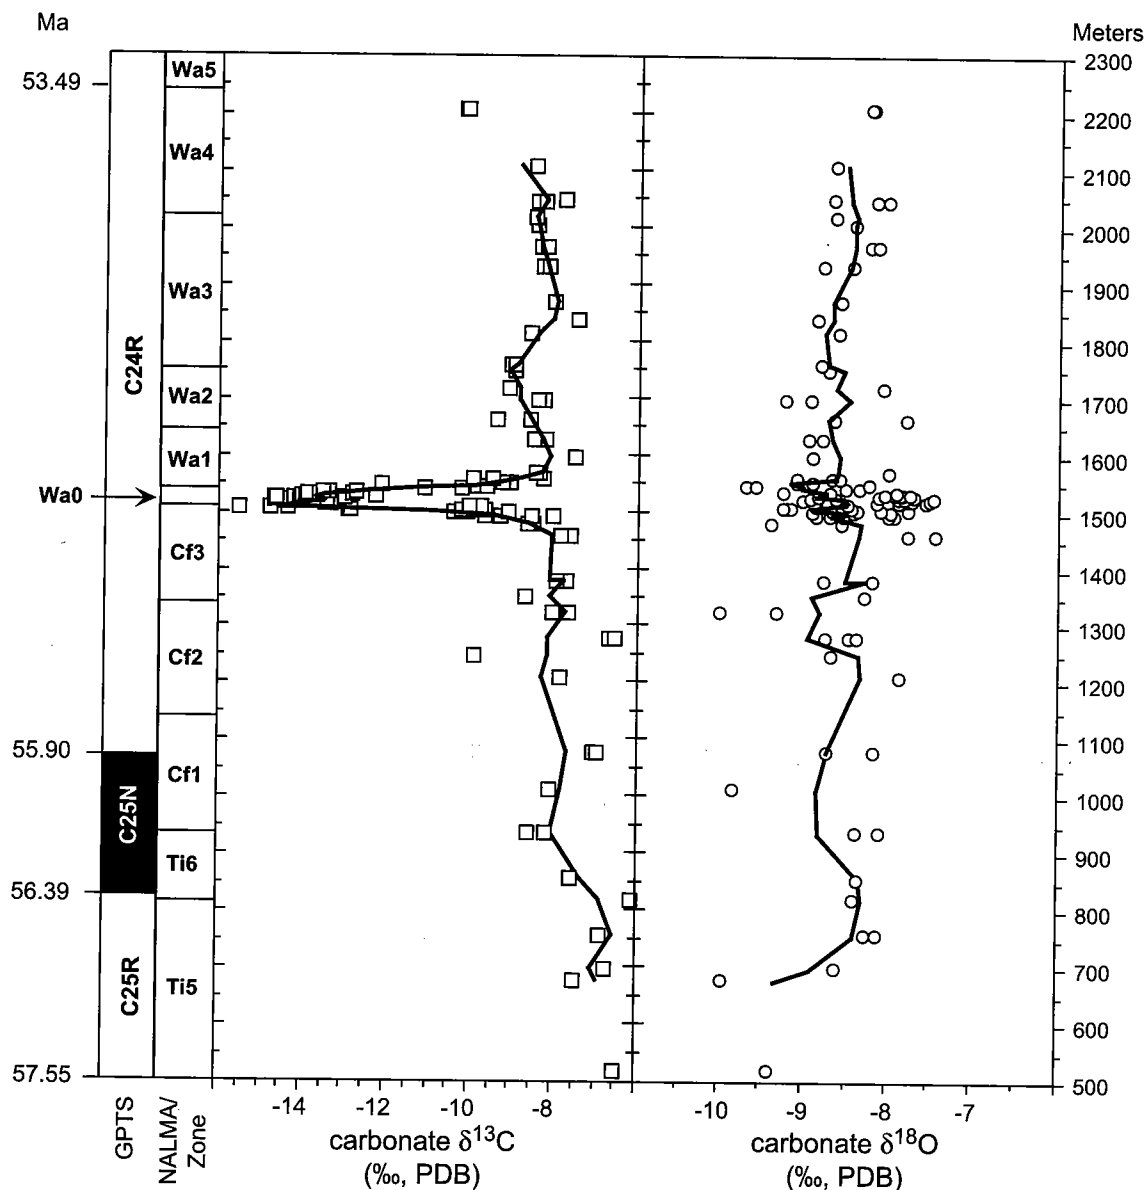 Ma
Meters
53.49
55.90
56.39
57.55
C24R
C25N
C25R
Wa5
Wa4
Wa3
Wa2
Wa1
Wa0
Cf3
Cf2
Cf1
Ti6
Ti5
2300
2200
2100
2000
1900
1800
1700
1600
1500
1400
1300
1200
1100
1000
900
800
700
600
500
-14
-12
-10
-8
-10
-9
-8
-7
GPTS
NALMA/
Zone
carbonate δ¹³C
(‰, PDB)
carbonate δ¹⁸O
(‰, PDB)